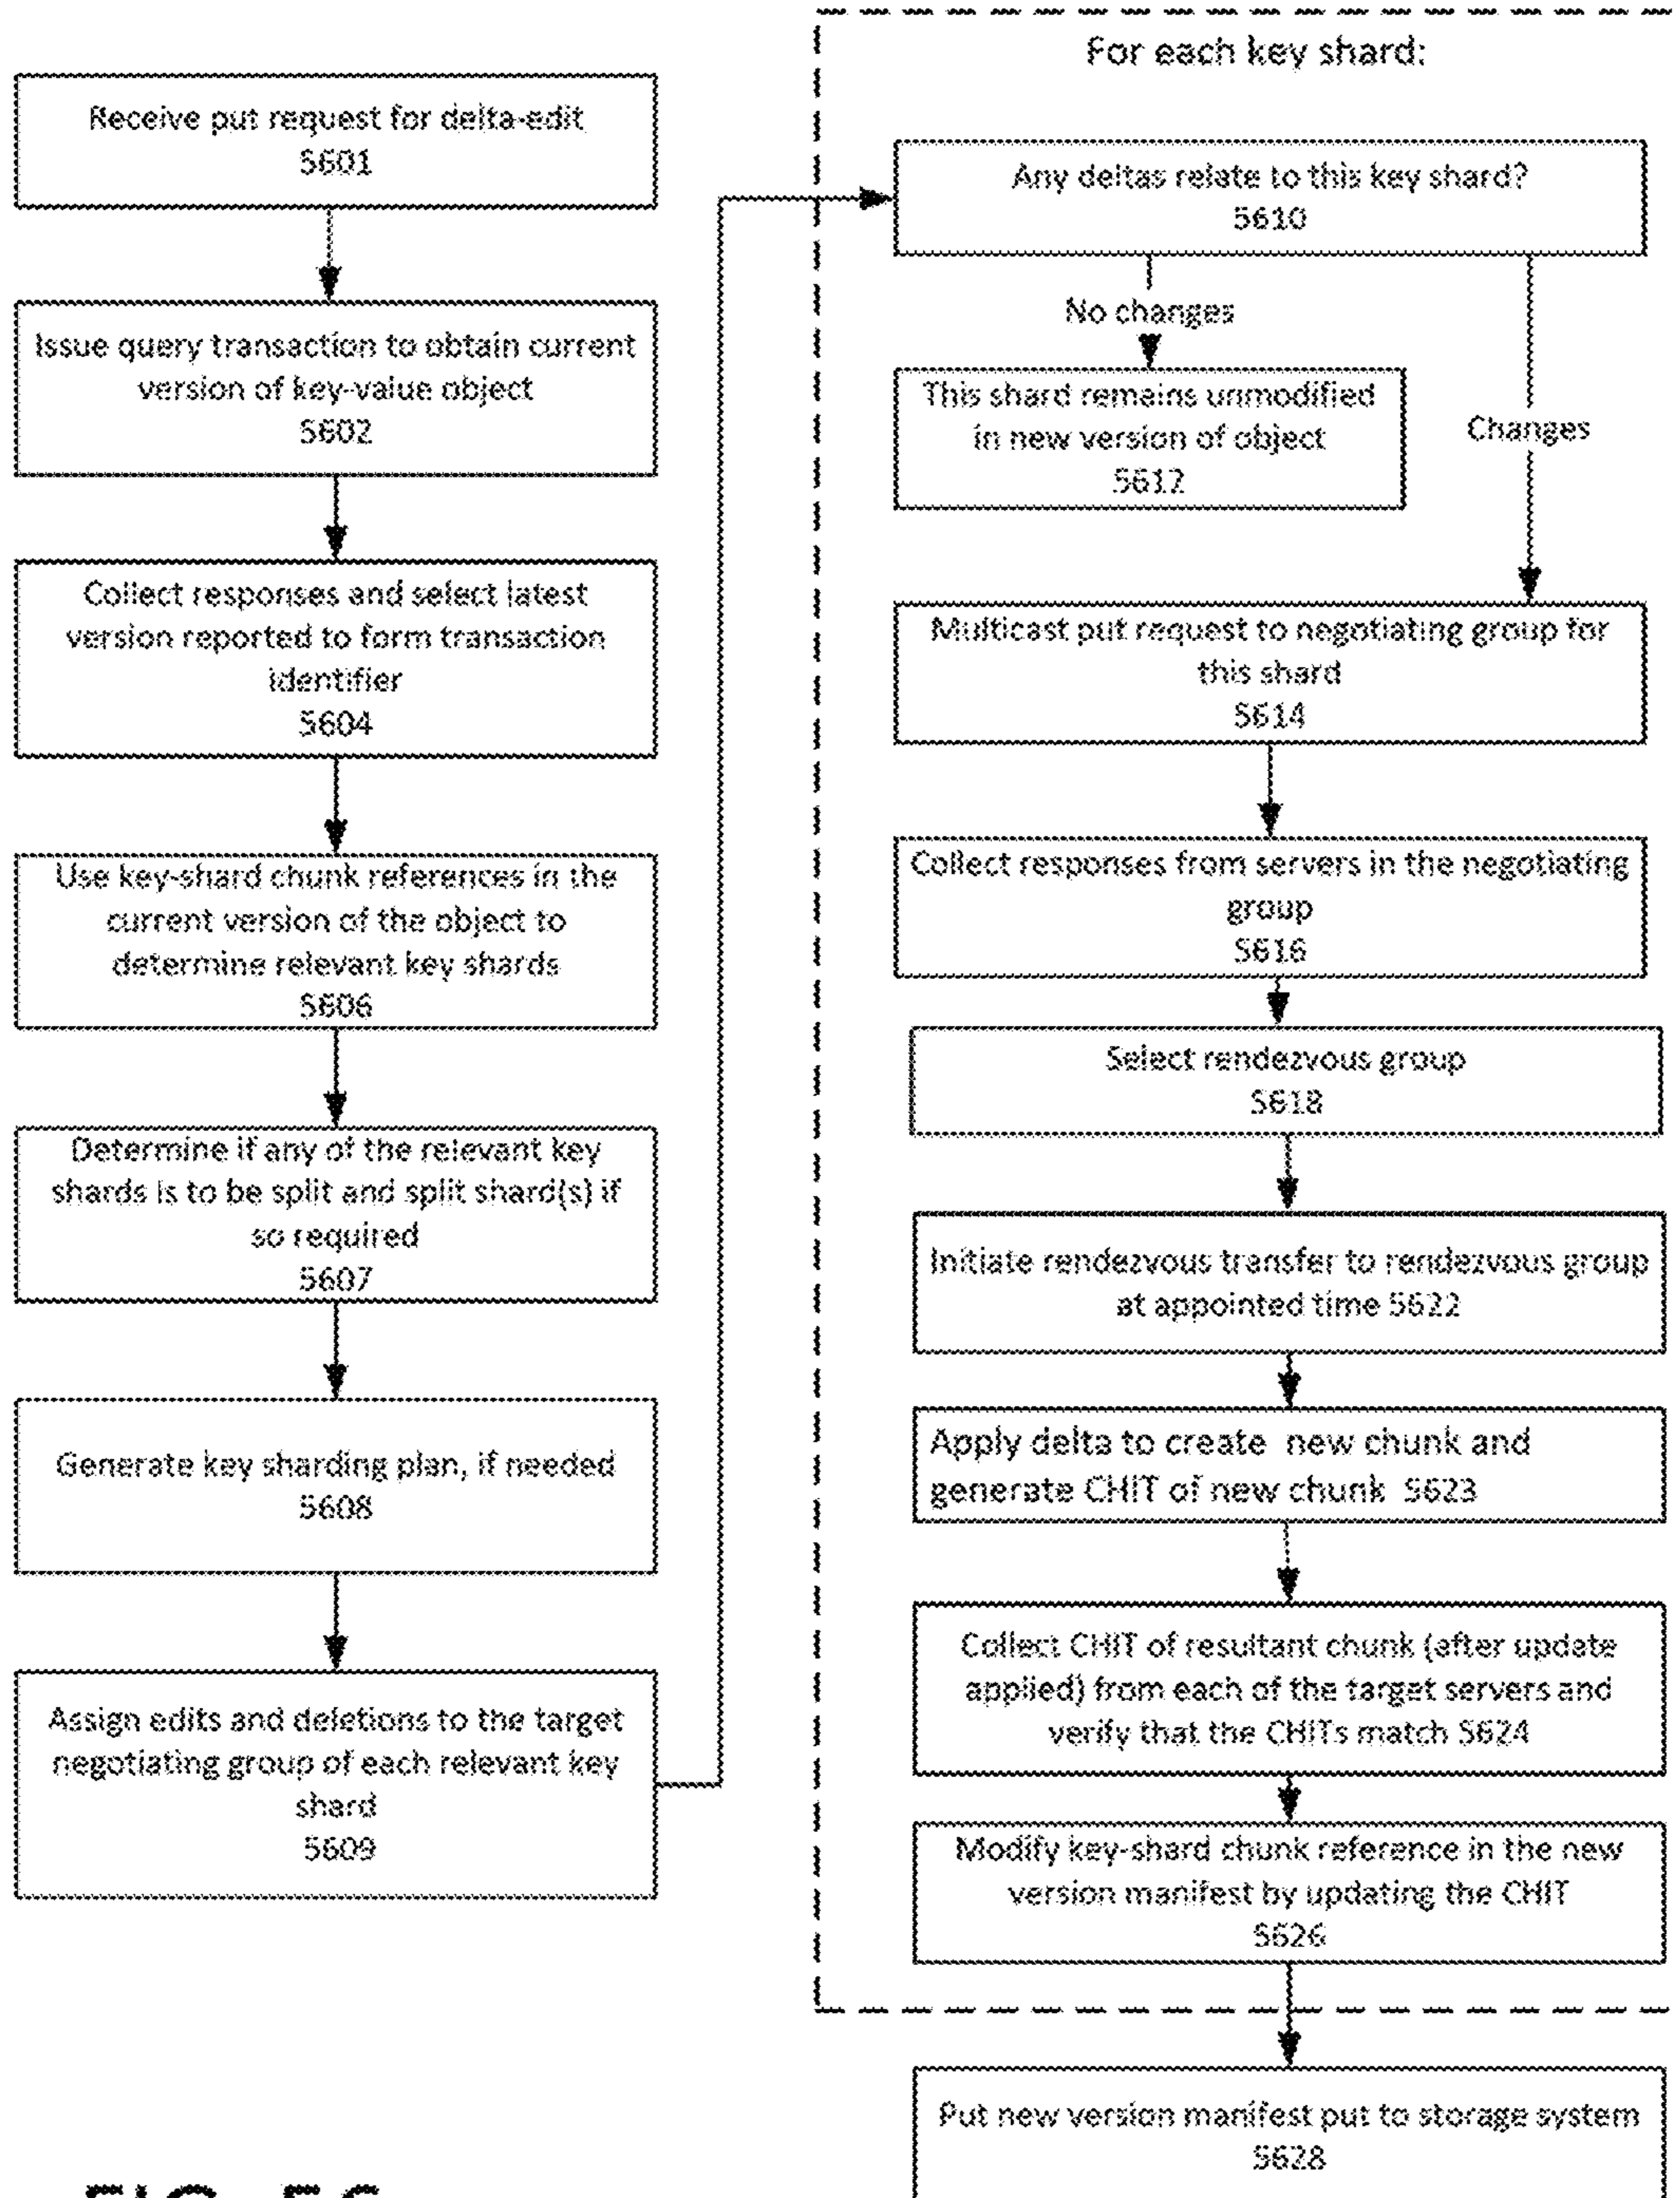 Receive put request for delta-edit
5601
Issue query transaction to obtain current
version of key-value object
5602
Collect responses and select latest
version reported to form transaction
identifier
5604
Use key-shard chunk references in the
current version of the object to
determine relevant key shards
5606
Determine if any of the relevant key
shards is to be split and split shard(s) if
so required
5607
Generate key sharding plan, if needed
5608
Assign edits and deletions to the target
negotiating group of each relevant key
shard
5609
For each key shard:
Any deltas relate to this key shard?
5610
No changes
Changes
This shard remains unmodified
in new version of object
5612
Multicast put request to negotiating group for
this shard
5614
Collect responses from servers in the negotiating
group
5616
Select rendezvous group
5618
Initiate rendezvous transfer to rendezvous group
at appointed time 5622
Apply delta to create new chunk and
generate CHIT of new chunk 5623
Collect CHIT of resultant chunk (after update
applied) from each of the target servers and
verify that the CHITs match 5624
Modify key-shard chunk reference in the new
version manifest by updating the CHIT
5626
Put new version manifest put to storage system
5628